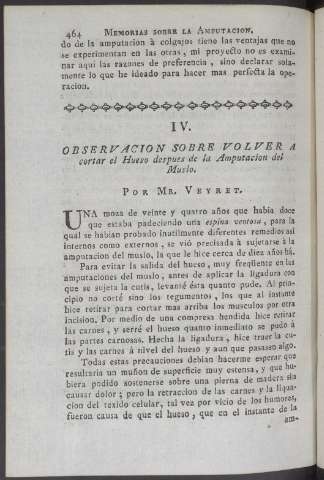 464 MEMORIAS SOBRE LA AMPUTACION,
do de la amputacion à colgajos tiene las ventajas que no
se experimentan en las otras, mi proyecto no es exami-
nar aqui las razones de preferencia, sino declarar sola-
mente lo que he ideado para hacer mas perfecta la ope-
racion.
IV.
OBSERVACION SOBRE VOLVER A
cortar el Hueso despues de la Amputacion del
Muslo.
POR MR. VEYRET.
UNA moza de veinte y quatro años que habia doce
que estaba padeciendo una espina ventosa, para la
qual se habian probado inutilmente diferentes remedios asi
internos como externos, se vió precisada à sujetarse à la
amputacion del muslo, la que le hice cerca de diez años há.
Para evitar la salida del hueso, muy freqüente en las
amputaciones del muslo, antes de aplicar la ligadura con
que se sujeta la cutis, levanté ésta quanto pude. Al prin-
cipio no corté sino los tegumentos, los que al instante
hice retirar para cortar mas arriba los musculos por otra
incision. Por medio de una compresa hendida hice retirar
las carnes, y serré el hueso quanto inmediato se pudo à
las partes carnosas. Hecha la ligadura, hice traer la cu-
tis y las carnes à nivel del hueso y aun que pasasen algo.
Todas estas precauciones debian hacerme esperar que
resultaria un muñon de superficie muy estensa, y que hu-
biera podido sostenerse sobre una pierna de madera sin
causar dolor; pero la retraccion de las carnes y la liqua-
cion del texido celular, tal vez por vicio de los humores,
fueron causa de que el hueso, que en el instante de la
am-